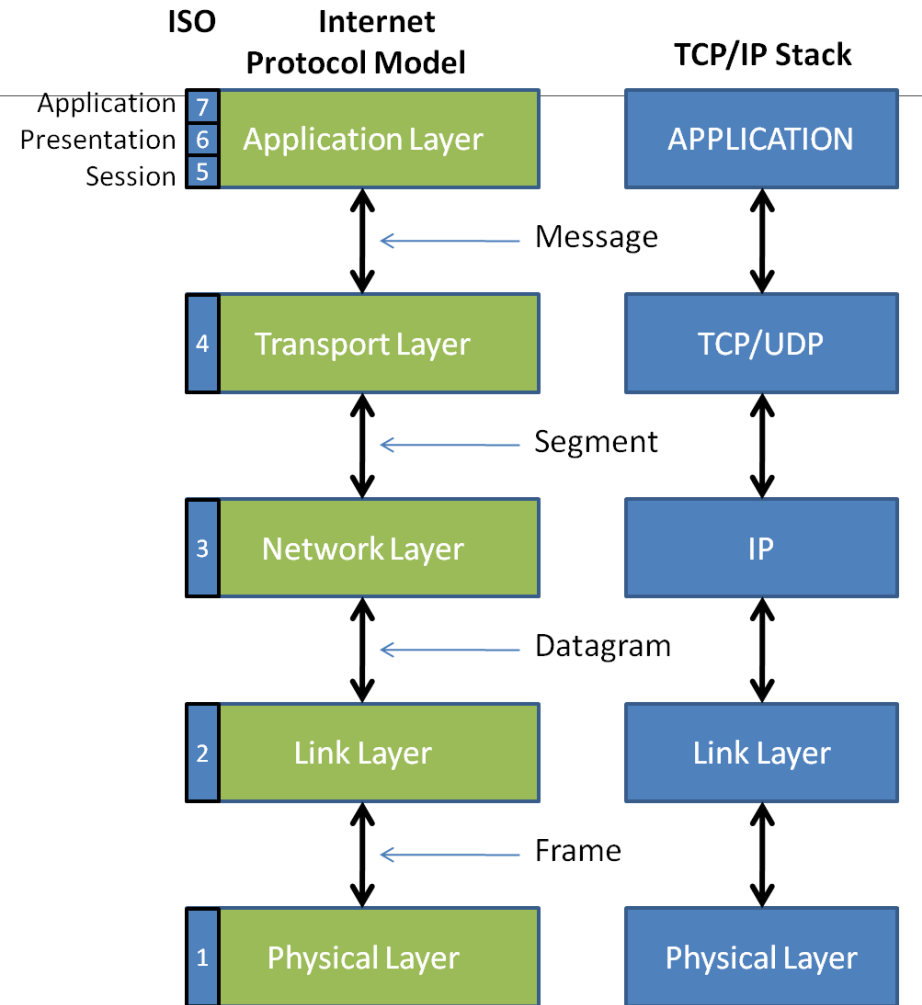 ISO
Internet
Protocol Model
TCP/IP Stack
Application
7
Presentation
6
Session
5
Application Layer
APPLICATION
Message
4
Transport Layer
TCP/UDP
Segment
3
Network Layer
IP
Datagram
2
Link Layer
Link Layer
Frame
1
Physical Layer
Physical Layer